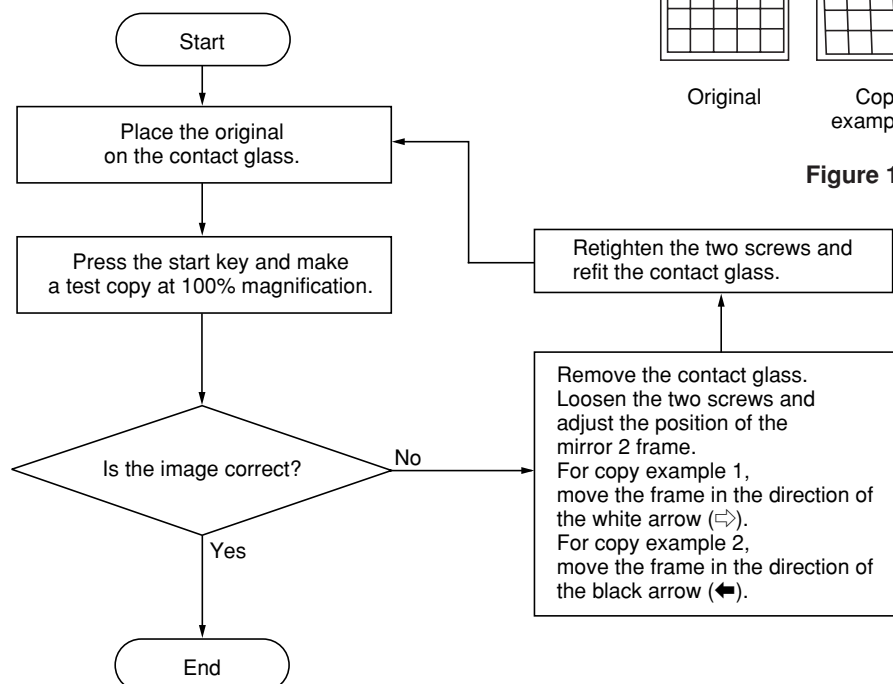 Start
Place the original
on the contact glass.
Press the start key and make
a test copy at 100% magnification.
Is the image correct?
No
Yes
End
Original
Figure 1
Retighten the two screws and
refit the contact glass.
Remove the contact glass.
Loosen the two screws and
adjust the position of the
mirror 2 frame.
For copy example 1,
move the frame in the direction of
the white arrow (⇨).
For copy example 2,
move the frame in the direction of
the black arrow (⬅).